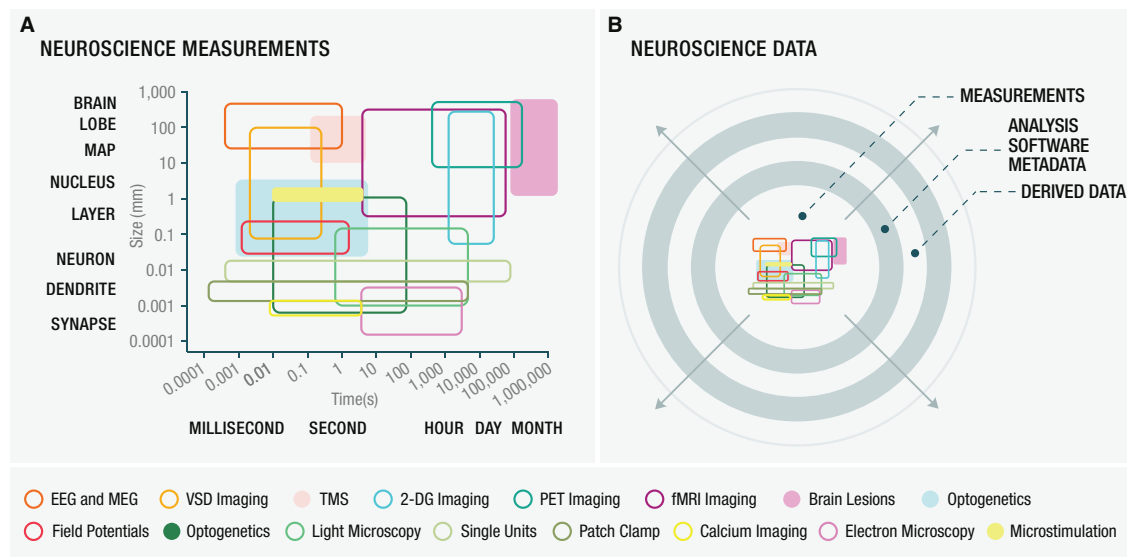 A
NEUROSCIENCE MEASUREMENTS
BRAIN
LOBE
MAP
NUCLEUS
LAYER
NEURON
DENDRITE
SYNAPSE
Size (mm)
1,000
100
10
1
0.1
0.01
0.001
0.0001
0.0001
0.001
0.01
0.1
1
10
100
1,000
10,000
100,000
1,000,000
Time(s)
MILLISECOND SECOND HOUR DAY MONTH
B
NEUROSCIENCE DATA
MEASUREMENTS
ANALYSIS
SOFTWARE
METADATA
DERIVED DATA
EEG and MEG VSD Imaging TMS 2-DG Imaging PET Imaging fMRI Imaging Brain Lesions Optogenetics
Field Potentials Optogenetics Light Microscopy Single Units Patch Clamp Calcium Imaging Electron Microscopy Microstimulation